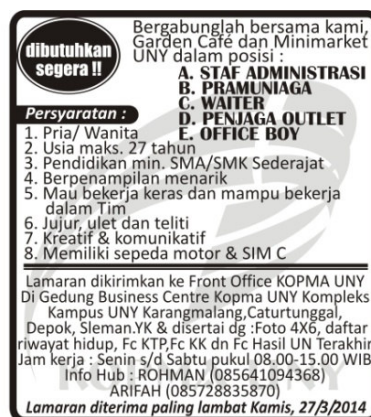 dibutuhkan
segera !!
Bergabunglah bersama kami,
Garden Café dan Minimarket
UNY dalam posisi :
A. STAF ADMINISTRASI
B. PRAMUNIAGA
C. WAITER
D. PENJAGA OUTLET
E. OFFICE BOY
Persyaratan :
1. Pria/ Wanita
2. Usia maks. 27 tahun
3. Pendidikan min. SMA/SMK Sederajat
4. Berpenampilan menarik
5. Mau bekerja keras dan mampu bekerja
dalam Tim
6. Jujur, ulet dan teliti
7. Kreatif & komunikatif
8. Memiliki sepeda motor & SIM C
Lamaran dikirimkan ke Front Office KOPMA UNY
Di Gedung Business Centre Kopma UNY Kompleks
Kampus UNY Karangmalang,Caturtunggal,
Depok, Sleman.YK & disertai dg :Foto 4X6, daftar
riwayat hidup, Fc KTP,Fc KK dn Fc Hasil UN Terakhir
Jam kerja : Senin s/d Sabtu pukul 08.00-15.00 WIB
Info Hub : ROHMAN (085641094368)
ARIFAH (085728835870)
Lamaran diterima paling lambat Kamis, 27/3/2014